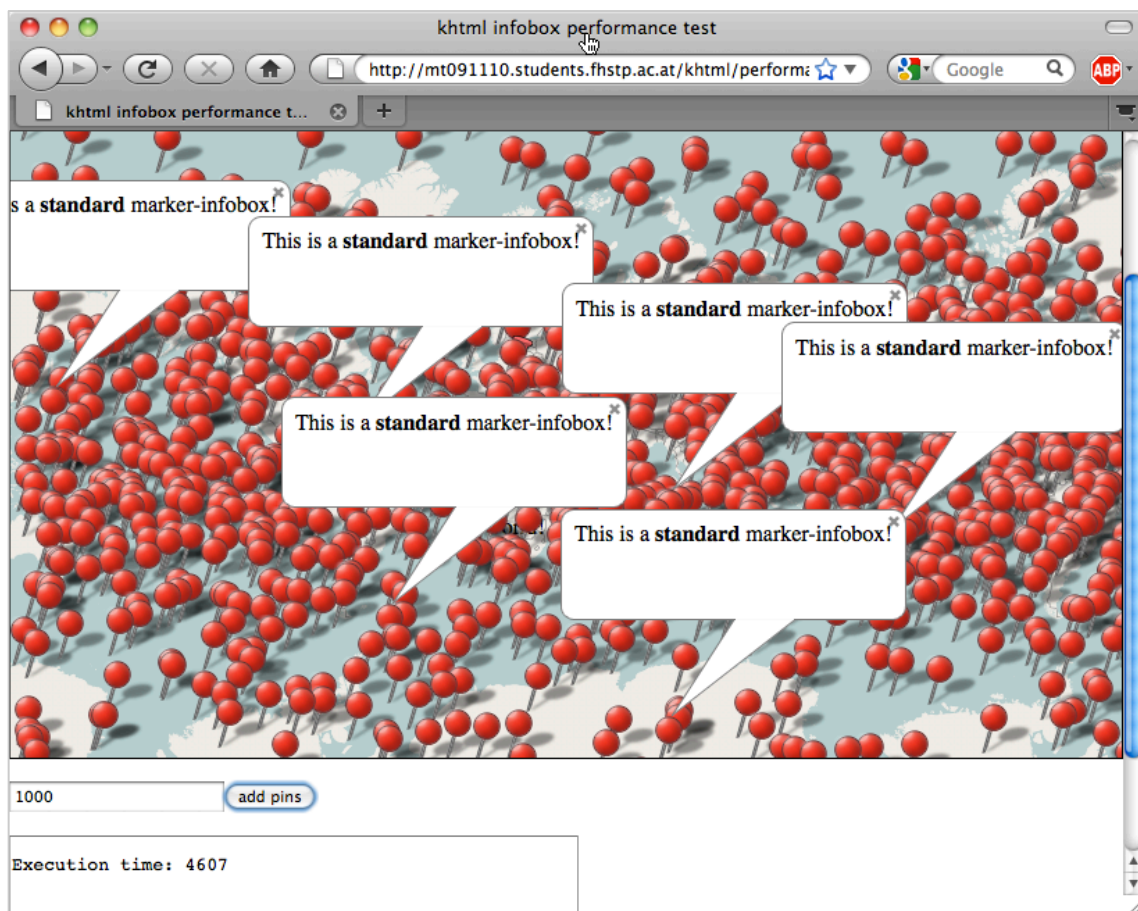 khtml infobox performance test
http://mt091110.students.fhstp.ac.at/khtml/performa
Google
ABP
khtml infobox performance t...
s a standard marker-infobox!
This is a standard marker-infobox!
This is a standard marker-infobox!
This is a standard marker-infobox!
This is a standard marker-infobox!
This is a standard marker-infobox!
1000
add pins
Execution time: 4607